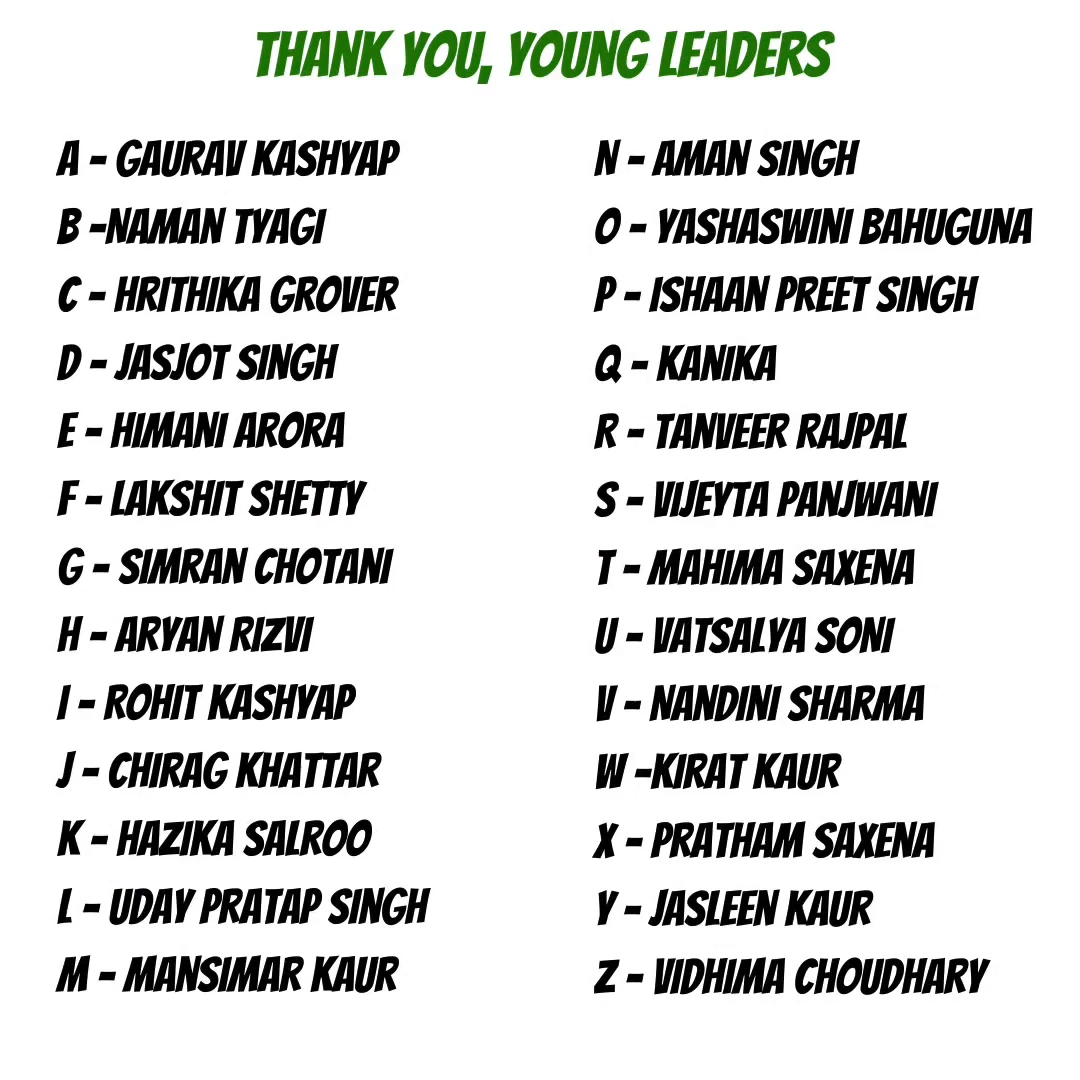 THANK YOU, YOUNG LEADERS
A - GAURAV KASHYAP
B -NAMAN TYAGI
C - HRITHIKA GROVER
D - JASJOT SINGH
E - HIMANI ARORA
F - LAKSHIT SHETTY
G - SIMRAN CHOTANI
H - ARYAN RIZVI
I - ROHIT KASHYAP
J - CHIRAG KHATTAR
K - HAZIKA SALROO
L - UDAY PRATAP SINGH
M - MANSIMAR KAUR
N - AMAN SINGH
O - YASHASWINI BAHUGUNA
P - ISHAAN PREET SINGH
Q - KANIKA
R - TANVEER RAJPAL
S - VIJEYTA PANJWANI
T - MAHIMA SAXENA
U - VATSALYA SONI
V - NANDINI SHARMA
W -KIRAT KAUR
X - PRATHAM SAXENA
Y - JASLEEN KAUR
Z - VIDHIMA CHOUDHARY